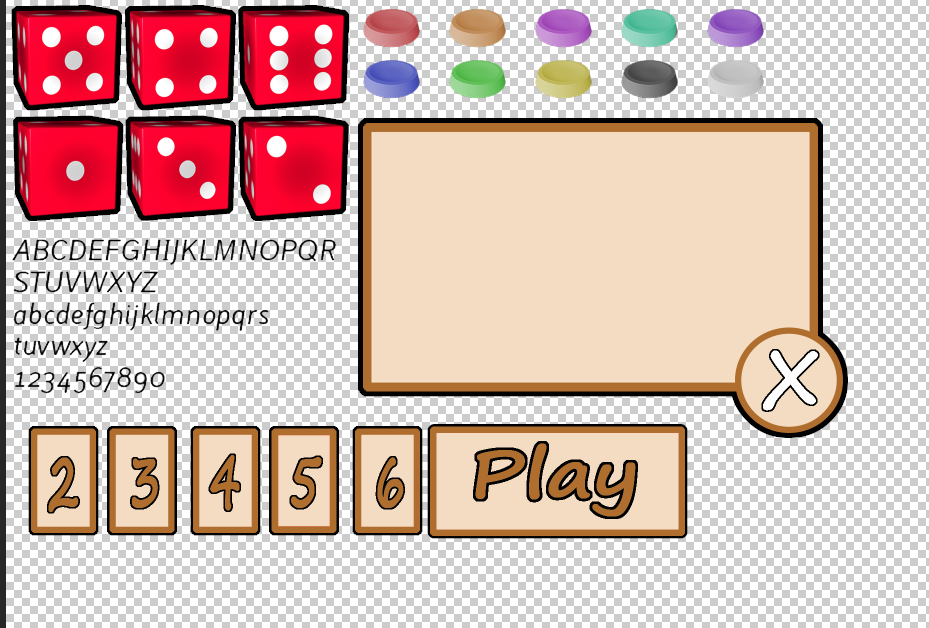 ABCDEFGHIJKLMNOPQR
STUVWXYZ
abcdefghijklmnopqrs
tuvwxyz
1234567890
X
2 3 4 5 6 Play